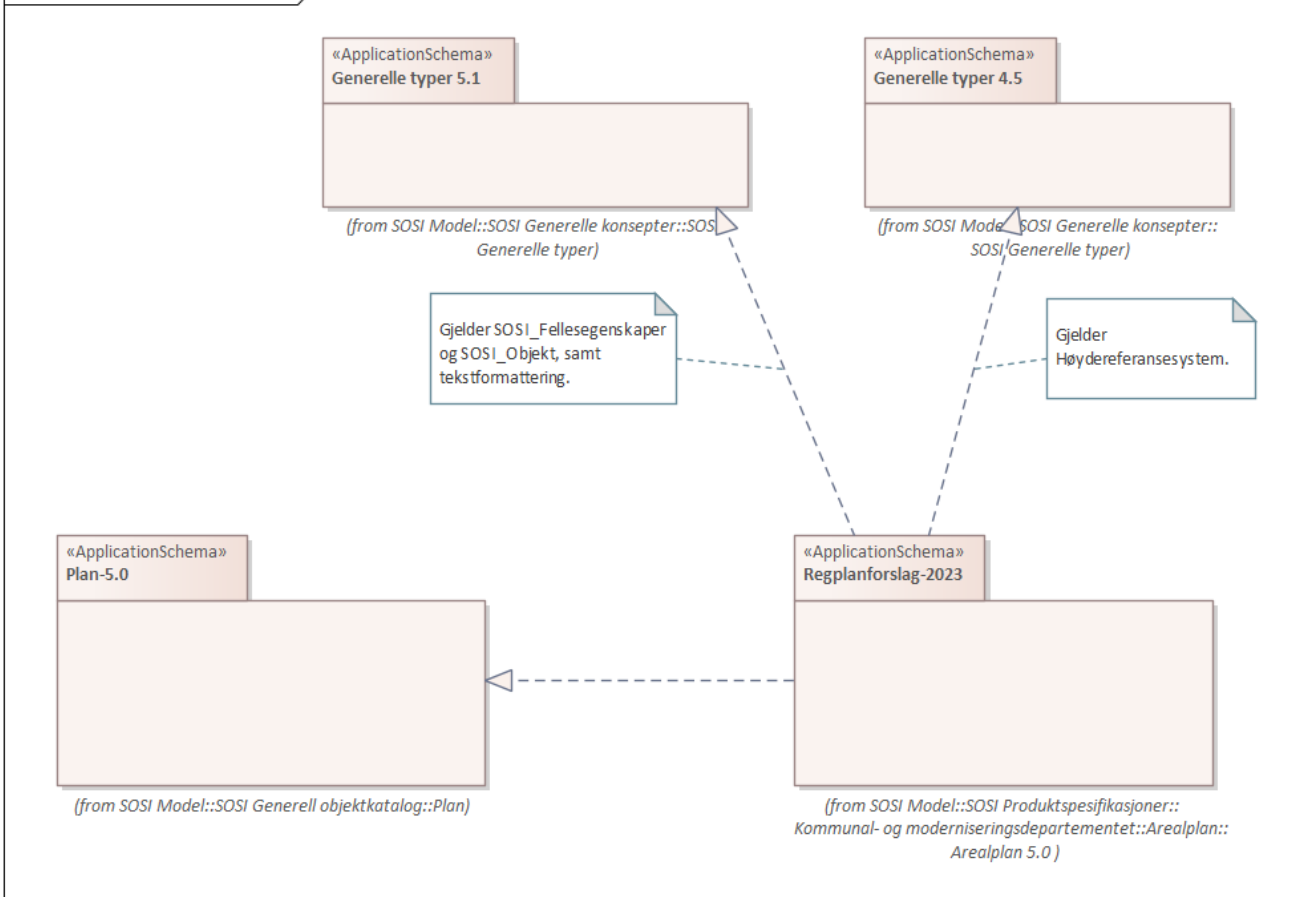 «ApplicationSchema»
Generelle typer 5.1
(from SOSI Model::SOSI Generelle konsepter::SOSI
Generelle typer)
«ApplicationSchema»
Generelle typer 4.5
(from SOSI Model::SOSI Generelle konsepter::
SOSI Generelle typer)
Gjelder SOSI_Fellesegenskaper
og SOSI_Objekt, samt
tekstformattering.
Gjelder
Høydereferansesystem.
«ApplicationSchema»
Plan-5.0
(from SOSI Model::SOSI Generell objektkatalog::Plan)
«ApplicationSchema»
Regplanforslag-2023
(from SOSI Model::SOSI Produktspesifikasjoner::
Kommunal- og moderniseringsdepartementet::Arealplan::
Arealplan 5.0 )